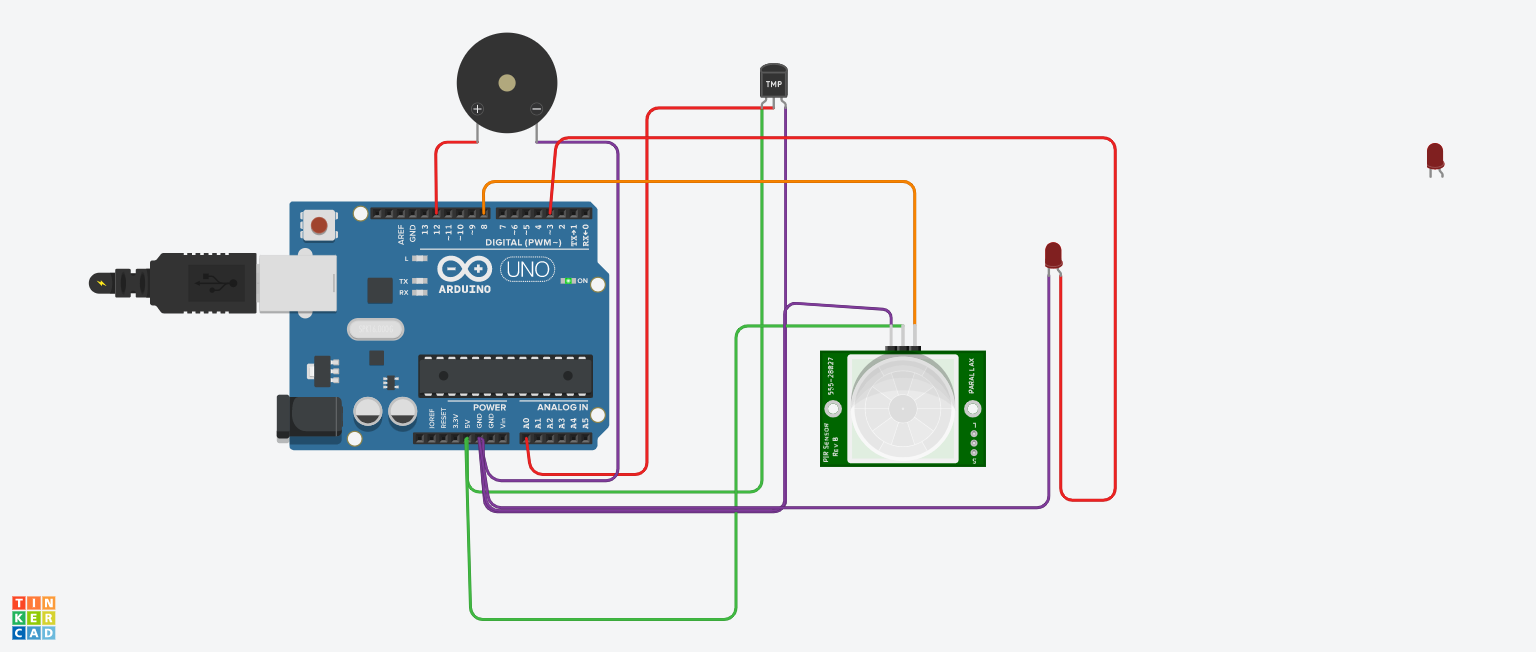 TMP
AREF
GND
13
12
~11
~10
~9
8
7
~6
~5
4
~3
2
TX→1
RX←0
DIGITAL (PWM~)
L
TX
RX
UNO
ARDUINO
ON
555-28027
PARALLAX
PIR SENSOR
Rev B
POWER
ANALOG IN
IOREF
RESET
3.3V
5V
GND
GND
Vin
A0
A1
A2
A3
A4
A5
TIN
KER
CAD